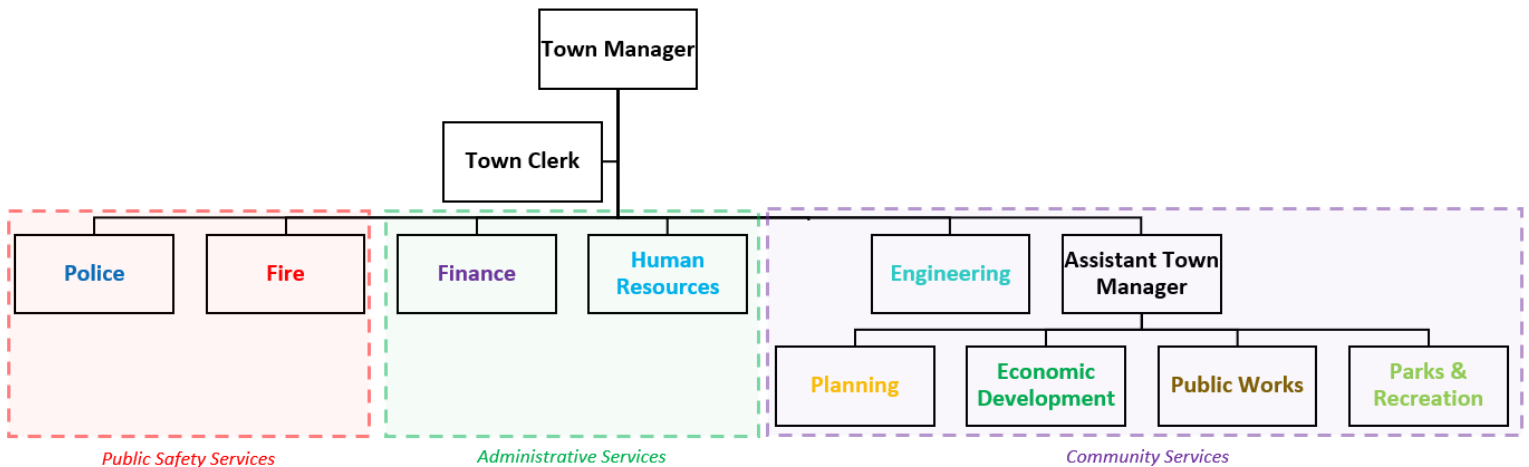 Town Manager
Town Clerk
Police
Fire
Finance
Human
Resources
Engineering
Assistant Town
Manager
Planning
Economic
Development
Public Works
Parks &
Recreation
Public Safety Services
Administrative Services
Community Services